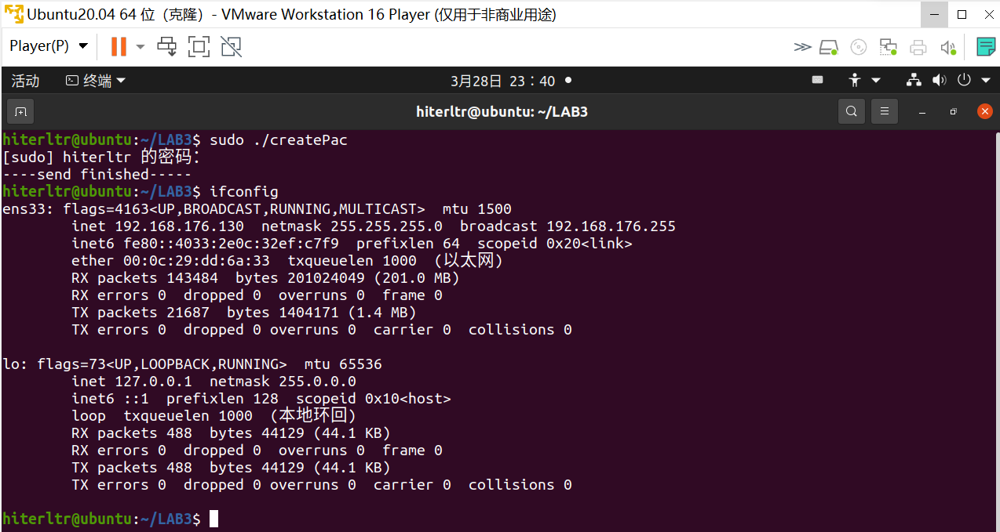 Ubuntu20.04 64 位（克隆）- VMware Workstation 16 Player (仅用于非商业用途)
Player(P)
活动 终端 3月28日 23：40
hiterltr@ubuntu: ~/LAB3
hiterltr@ubuntu:~/LAB3$ sudo ./createPac
[sudo] hiterltr 的密码：
----send finished-----
hiterltr@ubuntu:~/LAB3$ ifconfig
ens33: flags=4163<UP,BROADCAST,RUNNING,MULTICAST>  mtu 1500
        inet 192.168.176.130  netmask 255.255.255.0  broadcast 192.168.176.255
        inet6 fe80::4033:2e0c:32ef:c7f9  prefixlen 64  scopeid 0x20<link>
        ether 00:0c:29:dd:6a:33  txqueuelen 1000  (以太网)
        RX packets 143484  bytes 201024049 (201.0 MB)
        RX errors 0  dropped 0  overruns 0  frame 0
        TX packets 21687  bytes 1404171 (1.4 MB)
        TX errors 0  dropped 0 overruns 0  carrier 0  collisions 0
lo: flags=73<UP,LOOPBACK,RUNNING>  mtu 65536
        inet 127.0.0.1  netmask 255.0.0.0
        inet6 ::1  prefixlen 128  scopeid 0x10<host>
        loop  txqueuelen 1000  (本地环回)
        RX packets 488  bytes 44129 (44.1 KB)
        RX errors 0  dropped 0  overruns 0  frame 0
        TX packets 488  bytes 44129 (44.1 KB)
        TX errors 0  dropped 0 overruns 0  carrier 0  collisions 0
hiterltr@ubuntu:~/LAB3$